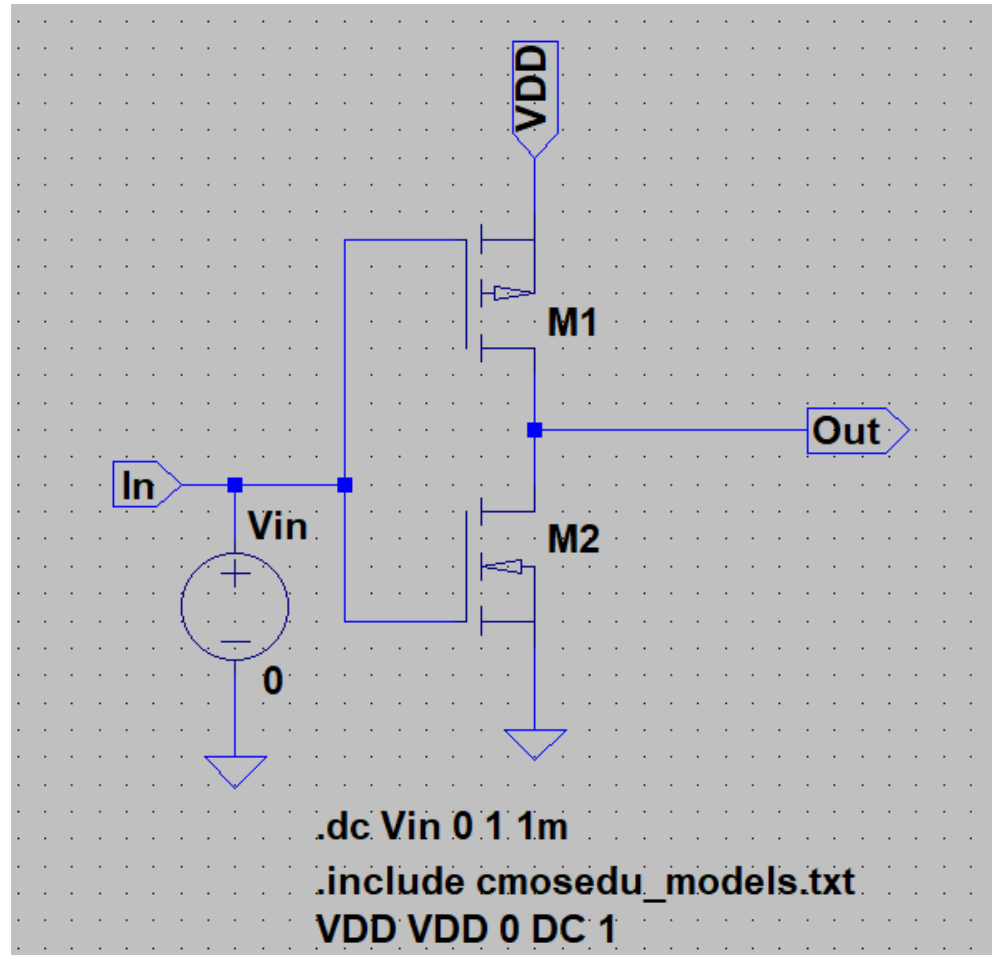 VDD
M1
Out
In
Vin
M2
0
.dc Vin 0 1 1m
.include cmosedu_models.txt
VDD VDD 0 DC 1